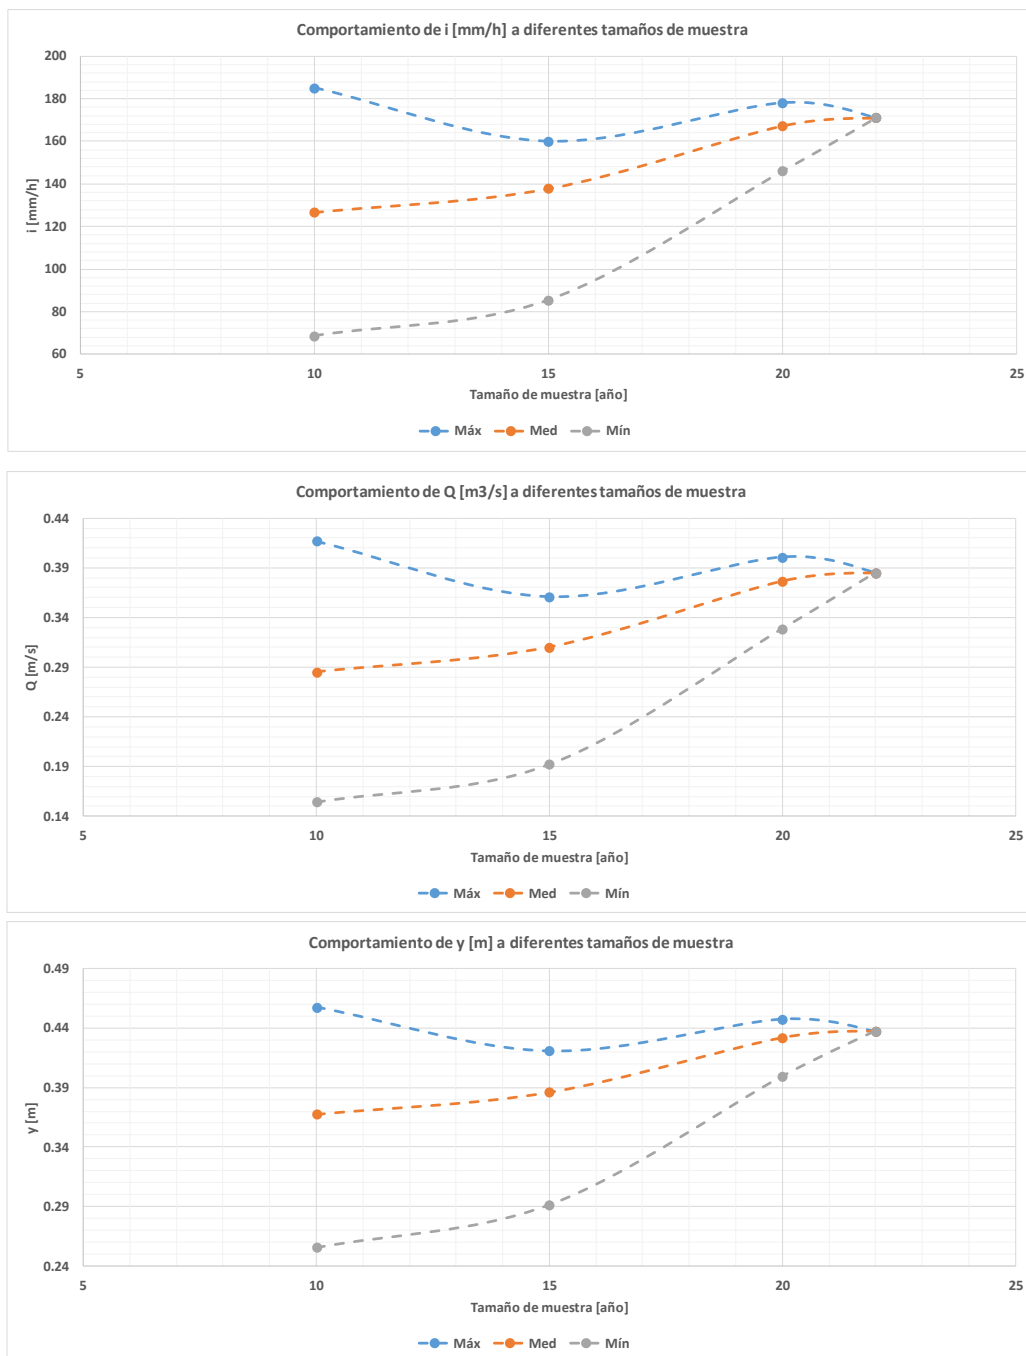 Comportamiento de i [mm/h] a diferentes tamaños de muestra
200
180
160
140
120
100
80
60
i [mm/h]
5 10 15 20 25
Tamaño de muestra [año]
Máx Med Mín
Comportamiento de Q [m3/s] a diferentes tamaños de muestra
0.44
0.39
0.34
0.29
0.24
0.19
0.14
Q [m/s]
5 10 15 20 25
Tamaño de muestra [año]
Máx Med Mín
Comportamiento de y [m] a diferentes tamaños de muestra
0.49
0.44
0.39
0.34
0.29
0.24
y [m]
5 10 15 20 25
Tamaño de muestra [año]
Máx Med Mín